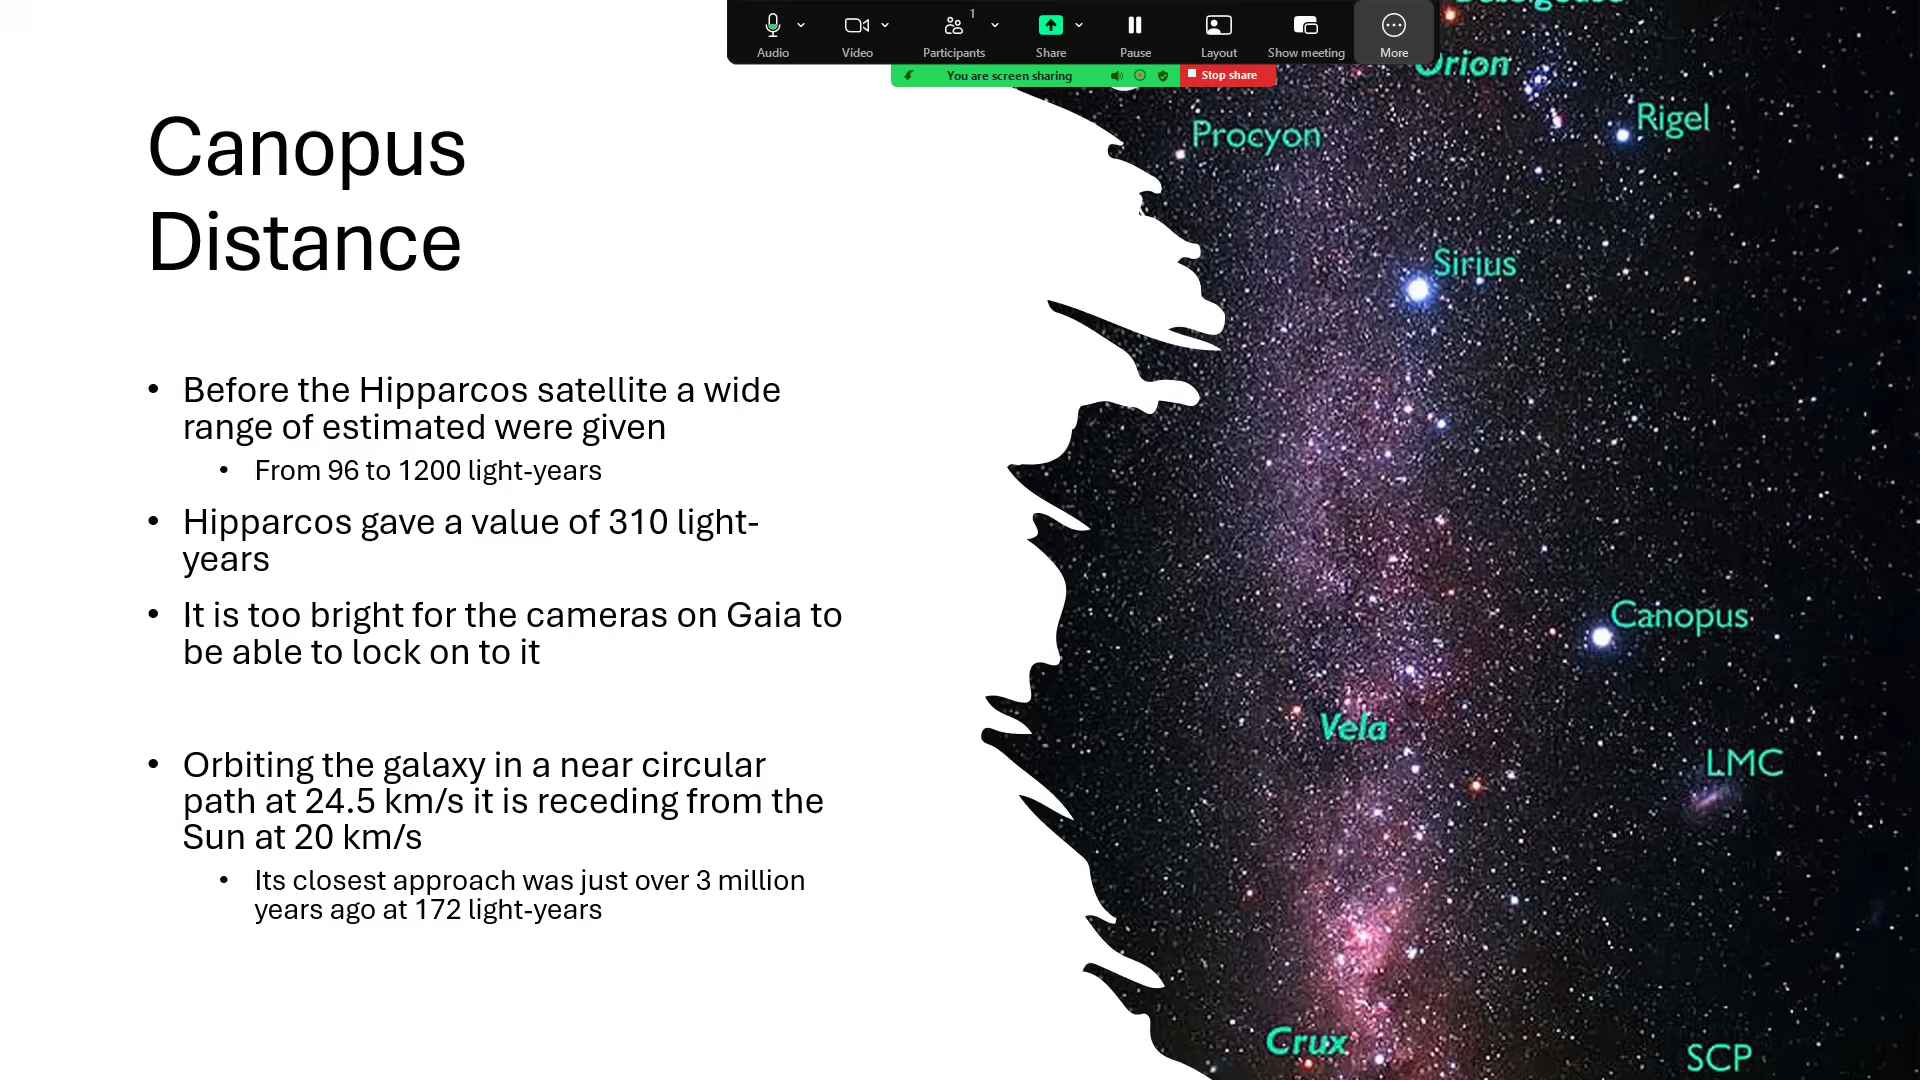 1
Audio
Video
Participants
Share
Pause
Layout
Show meeting
More
You are screen sharing
Stop share
Canopus
Distance
• Before the Hipparcos satellite a wide
range of estimated were given
• From 96 to 1200 light-years
• Hipparcos gave a value of 310 light-
years
• It is too bright for the cameras on Gaia to
be able to lock on to it
• Orbiting the galaxy in a near circular
path at 24.5 km/s it is receding from the
Sun at 20 km/s
• Its closest approach was just over 3 million
years ago at 172 light-years
Orion
Rigel
Procyon
Sirius
Canopus
Vela
LMC
Crux
SCP